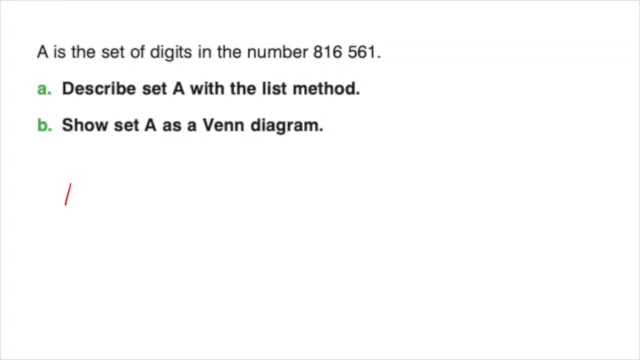 A is the set of digits in the number 816 561.
a. Describe set A with the list method.
b. Show set A as a Venn diagram.